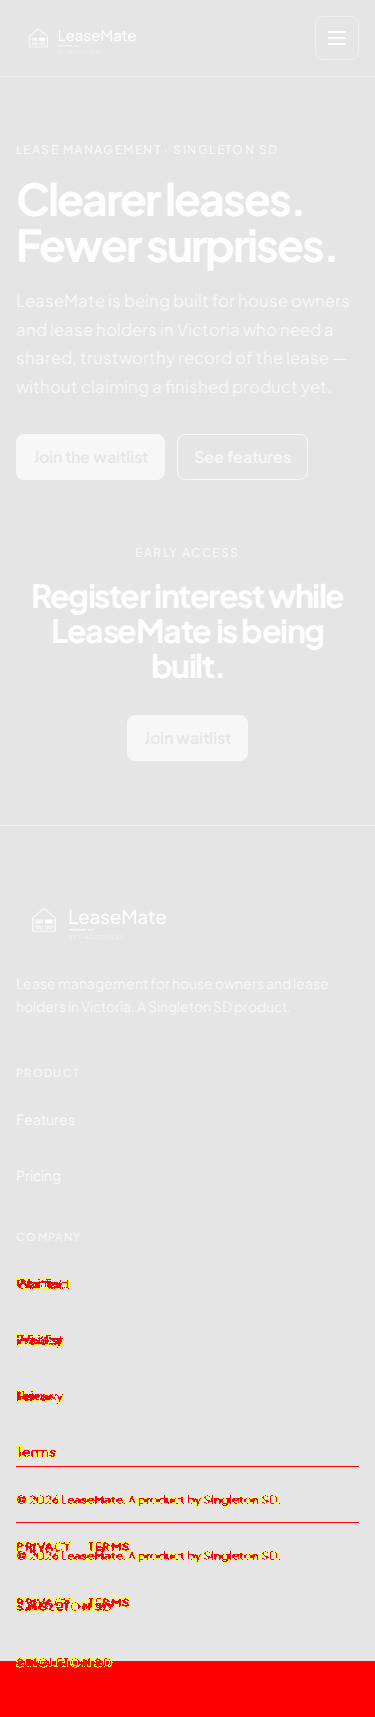 LeaseMate
LEASE MANAGEMENT · SINGLETON SD
Clearer leases.
Fewer surprises.
LeaseMate is being built for house owners
and lease holders in Victoria who need a
shared, trustworthy record of the lease —
without claiming a finished product yet.
Join the waitlist
See features
EARLY ACCESS
Register interest while
LeaseMate is being
built.
Join waitlist
LeaseMate
Lease management for house owners and lease
holders in Victoria. A Singleton SD product.
PRODUCT
Features
Pricing
COMPANY
Terms
© 2026 LeaseMate. A product by Singleton SD.
PRIVACY TERMS
© 2026 LeaseMate. A product by Singleton SD.
PRIVACY TERMS